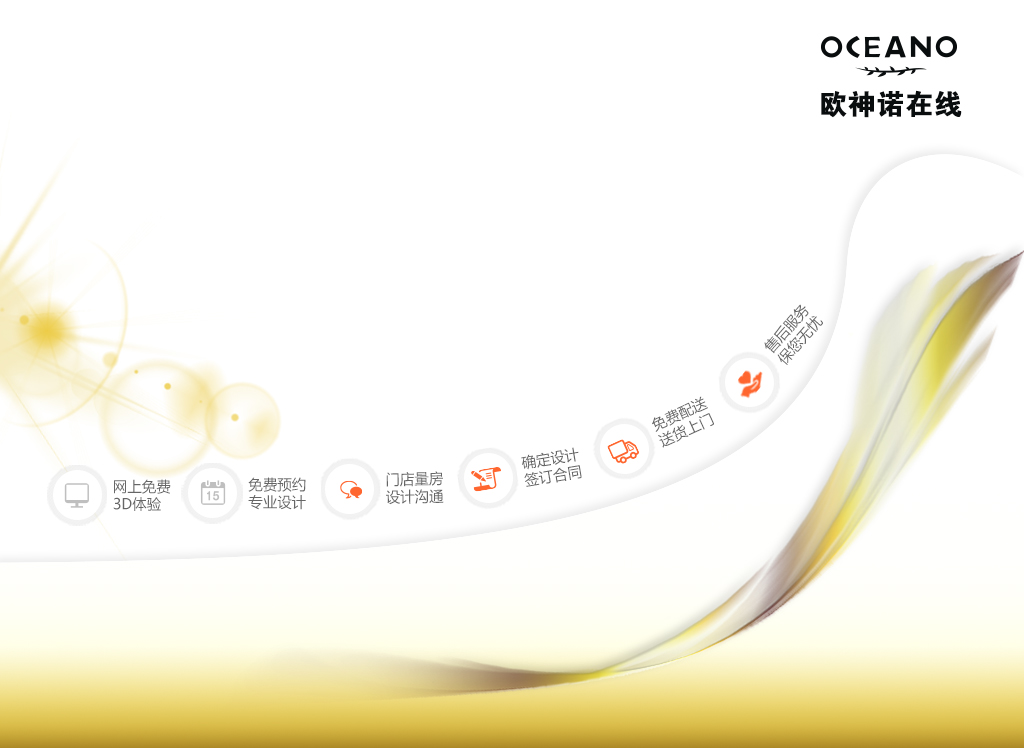 OCEANO
欧神诺在线
网上免费
3D体验
15
免费预约
专业设计
门店量房
设计沟通
确定设计
签订合同
免费配送
送货上门
售后服务
保您无忧